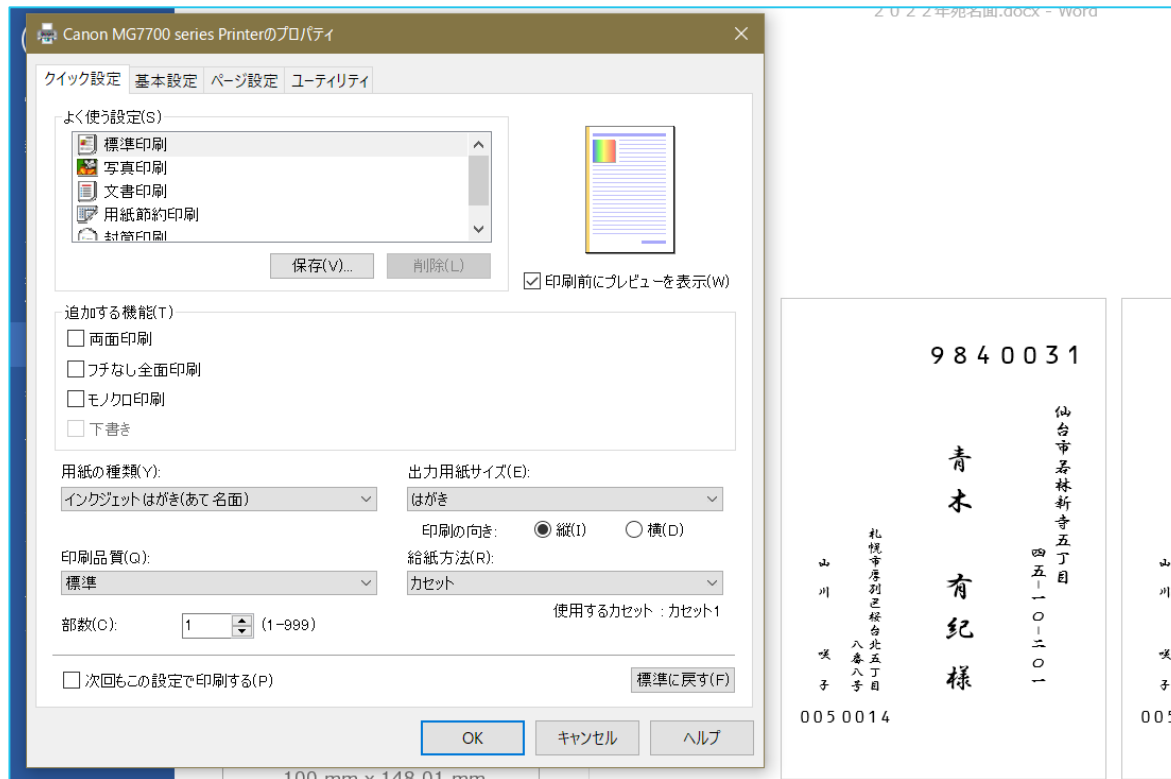 ２０２２年宛名面.docx - Word
Canon MG7700 series Printerのプロパティ
クイック設定 基本設定 ページ設定 ユーティリティ
よく使う設定(S)
標準印刷
写真印刷
文書印刷
用紙節約印刷
封筒印刷
保存(V)... 削除(L)
印刷前にプレビューを表示(W)
追加する機能(T)
両面印刷
フチなし全面印刷
モノクロ印刷
下書き
用紙の種類(Y):
インクジェットはがき(あて名面)
出力用紙サイズ(E):
はがき
印刷の向き: 縦(I) 横(D)
印刷品質(Q):
標準
給紙方法(R):
カセット
使用するカセット : カセット1
部数(C): 1 (1-999)
次回もこの設定で印刷する(P)
標準に戻す(F)
OK キャンセル ヘルプ
100 mm x 148.01 mm
9840031
仙台市若林新寺五丁目
四五−一〇−二〇一
青木 有紀様
札幌市厚別区桜台北五丁目
八番八号
山川 咲子
0050014
山川 咲子
005